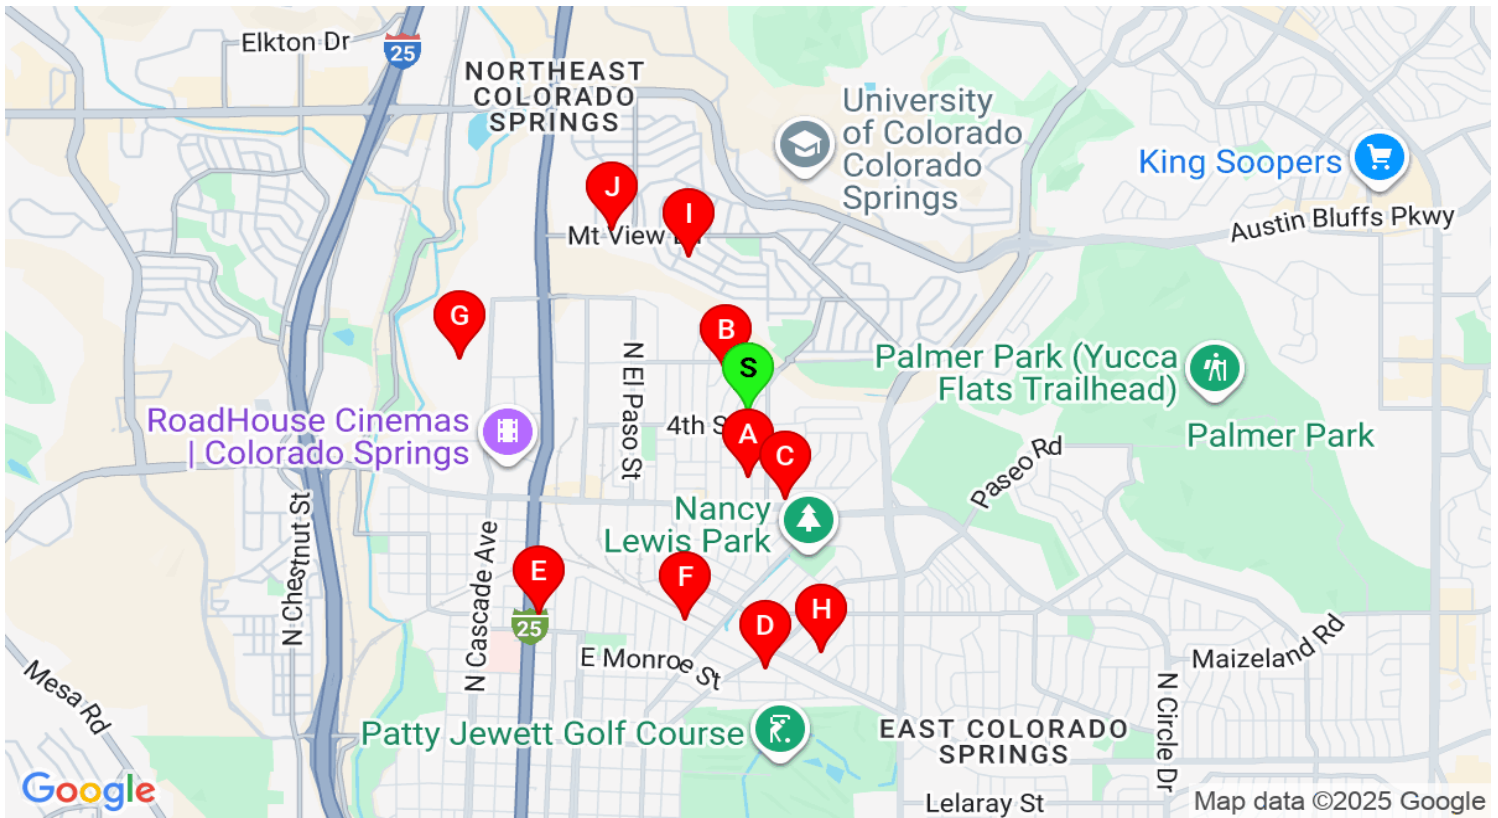 Elkton Dr
25
NORTHEAST
COLORADO
SPRINGS
University
of Colorado
Colorado
Springs
King Soopers
Austin Bluffs Pkwy
J
I
Mt View
G
B
S
N El Paso St
4th S
A
C
Palmer Park (Yucca
Flats Trailhead)
Palmer Park
RoadHouse Cinemas
| Colorado Springs
Paseo Rd
Nancy
Lewis Park
N Chestnut St
N Cascade Ave
E
F
D
H
25
E Monroe St
Maizeland Rd
Mesa Rd
N Circle Dr
Patty Jewett Golf Course
EAST COLORADO
SPRINGS
Google
Lelaray St
Map data ©2025 Google